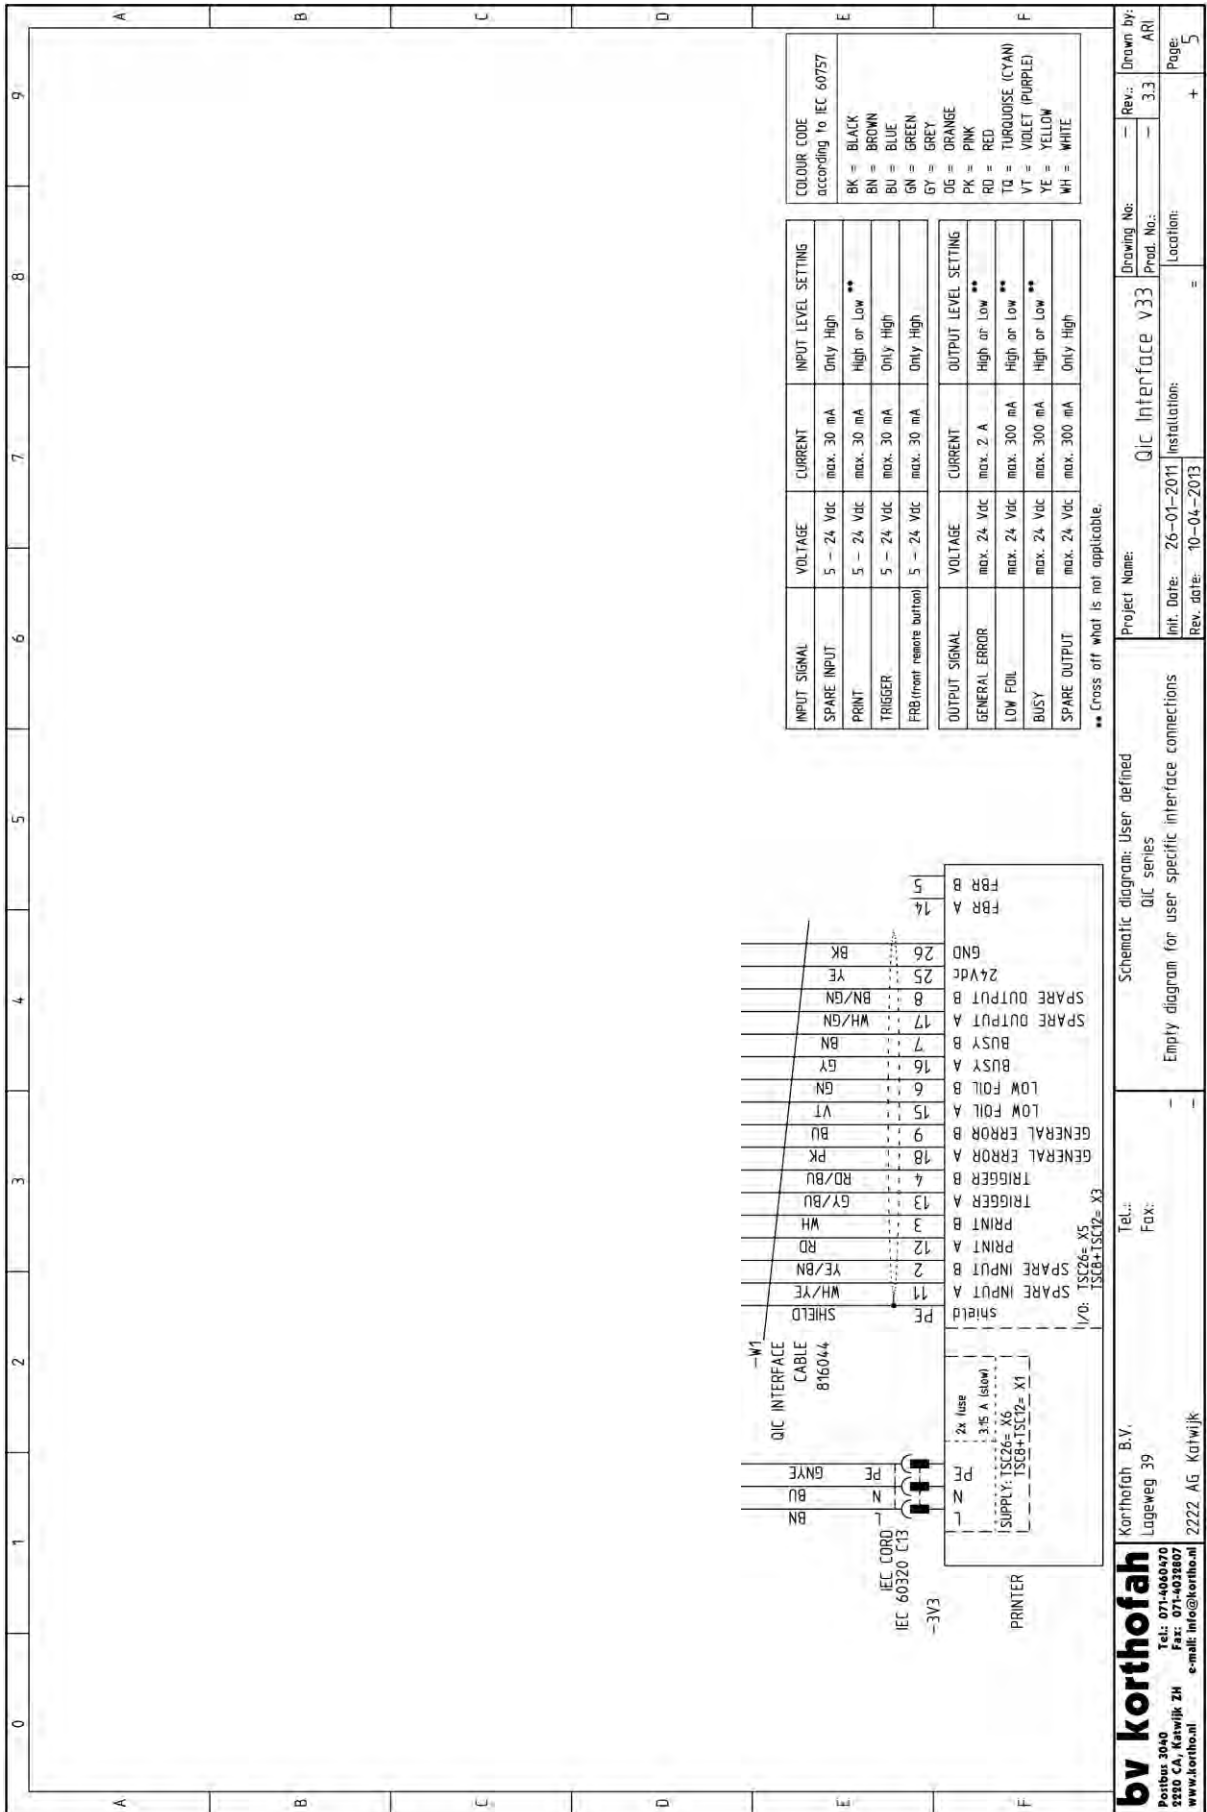 0 1 2 3 4 5 6 7 8 9
A
B
C
D
E
F
A
B
C
D
E
F
IEC CORD
IEC 60320 C13
-3V3
PRINTER
BN
BU
GNYE
L
N
PE
L
N
PE
2x fuse
3.15 A (slow)
SUPPLY: TSC26= X6
TSC8+TSC12= X1
-W1
QIC INTERFACE
CABLE
816044
SHIELD PE shield
WH/YE 11 SPARE INPUT A
YE/BN 2 SPARE INPUT B
RD 12 PRINT A
WH 3 PRINT B
GY/BU 13 TRIGGER A
RD/BU 4 TRIGGER B
PK 18 GENERAL ERROR A
BU 9 GENERAL ERROR B
VT 15 LOW FOIL A
GN 6 LOW FOIL B
GY 16 BUSY A
BN 7 BUSY B
WH/GN 17 SPARE OUTPUT A
BN/GN 8 SPARE OUTPUT B
YE 25 24Vdc
BK 26 GND
14 FBR A
5 FBR B
I/O: TSC26= X5
TSC8+TSC12= X3
INPUT SIGNAL VOLTAGE CURRENT INPUT LEVEL SETTING
SPARE INPUT 5 – 24 Vdc max. 30 mA Only High
PRINT 5 – 24 Vdc max. 30 mA High or Low **
TRIGGER 5 – 24 Vdc max. 30 mA Only High
FRB(front remote button) 5 – 24 Vdc max. 30 mA Only High
OUTPUT SIGNAL VOLTAGE CURRENT OUTPUT LEVEL SETTING
GENERAL ERROR max. 24 Vdc max. 2 A High or Low **
LOW FOIL max. 24 Vdc max. 300 mA High or Low **
BUSY max. 24 Vdc max. 300 mA High or Low **
SPARE OUTPUT max. 24 Vdc max. 300 mA Only High
** Cross off what is not applicable.
COLOUR CODE
according to IEC 60757
BK = BLACK
BN = BROWN
BU = BLUE
GN = GREEN
GY = GREY
OG = ORANGE
PK = PINK
RD = RED
TQ = TURQUOISE (CYAN)
VT = VIOLET (PURPLE)
YE = YELLOW
WH = WHITE
bv korthofah
Postbus 3040 Tel.: 071-4060470
2220 CA, Katwijk ZH Fax: 071-4032807
www.kortho.nl e-mail: info@kortho.nl
Korthofah B.V.
Lageweg 39
2222 AG Katwijk
Tel.:
Fax:
–
–
Schematic diagram: User defined
QiC series
Empty diagram for user specific interface connections
Project Name:
Qic Interface V33
Init. Date: 26-01-2011
Rev. date: 10-04-2013
Installation:
=
Drawing No: –
Prod. No.: –
Location:
+
Rev.: 3.3
Drawn by: ARI
Page: 5